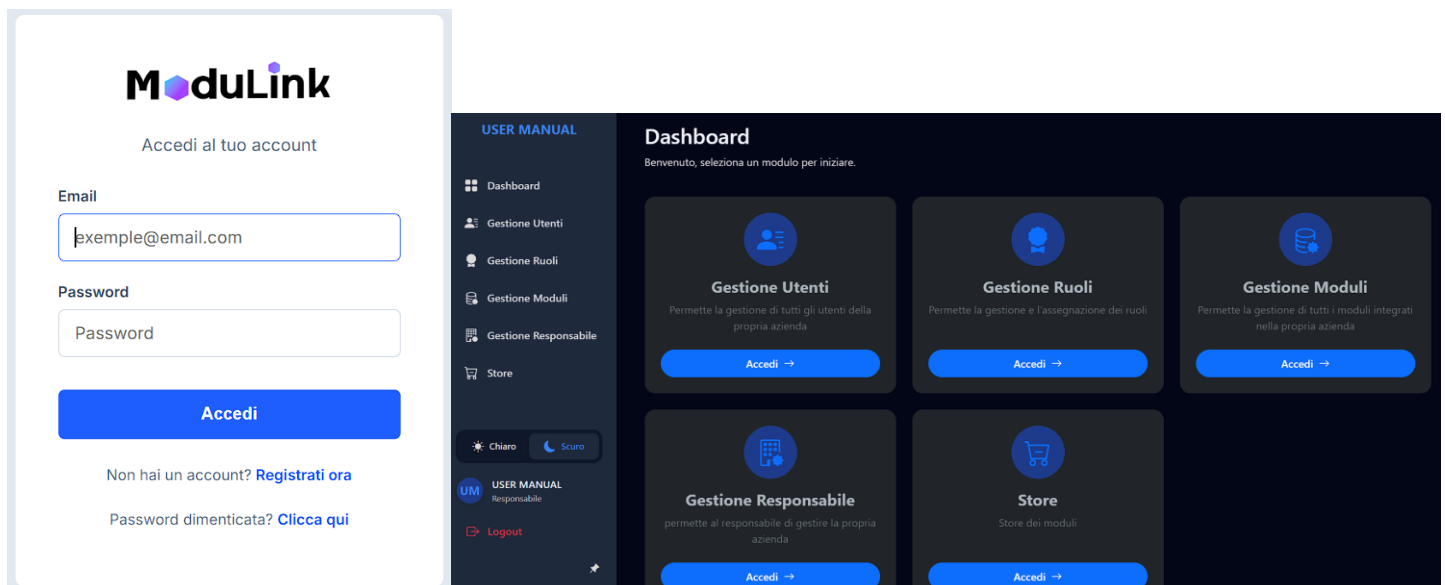 ModuLink
Accedi al tuo account
Email
exemple@email.com
Password
Password
Accedi
Non hai un account? Registrati ora
Password dimenticata? Clicca qui
USER MANUAL
Dashboard
Gestione Utenti
Gestione Ruoli
Gestione Moduli
Gestione Responsabile
Store
Chiaro
Scuro
UM
USER MANUAL
Responsabile
Logout
Dashboard
Benvenuto, seleziona un modulo per iniziare.
Gestione Utenti
Permette la gestione di tutti gli utenti della
propria azienda
Accedi →
Gestione Ruoli
Permette la gestione e l'assegnazione dei ruoli
Accedi →
Gestione Moduli
Permette la gestione di tutti i moduli integrati
nella propria azienda
Accedi →
Gestione Responsabile
permette al responsabile di gestire la propria
azienda
Accedi →
Store
Store dei moduli
Accedi →